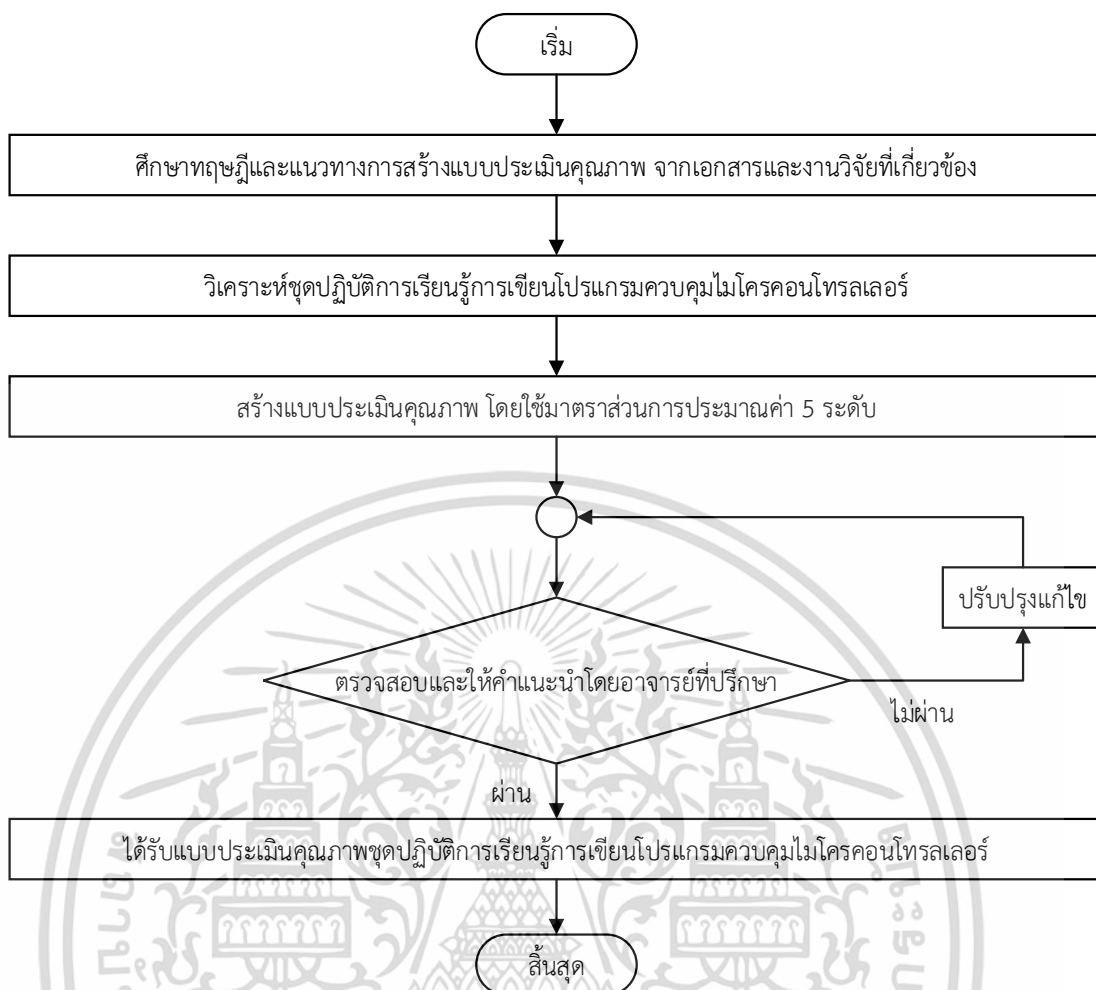 เริ่ม
ศึกษาทฤษฎีและแนวทางการสร้างแบบประเมินคุณภาพ จากเอกสารและงานวิจัยที่เกี่ยวข้อง
วิเคราะห์ชุดปฏิบัติการเรียนรู้การเขียนโปรแกรมควบคุมไมโครคอนโทรลเลอร์
สร้างแบบประเมินคุณภาพ โดยใช้มาตราส่วนการประมาณค่า 5 ระดับ
ปรับปรุงแก้ไข
ตรวจสอบและให้คำแนะนำโดยอาจารย์ที่ปรึกษา
ไม่ผ่าน
ผ่าน
ได้รับแบบประเมินคุณภาพชุดปฏิบัติการเรียนรู้การเขียนโปรแกรมควบคุมไมโครคอนโทรลเลอร์
สิ้นสุด